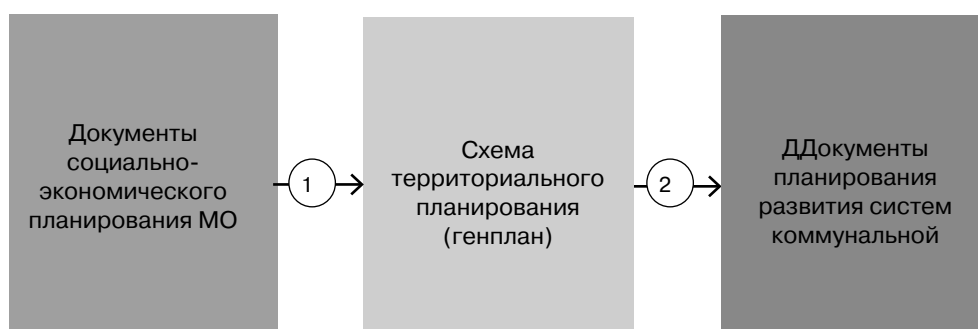 Документы
социально-
экономического
планирования МО
1
Схема
территориального
планирования
(генплан)
2
ДДокументы
планирования
развития систем
коммунальной